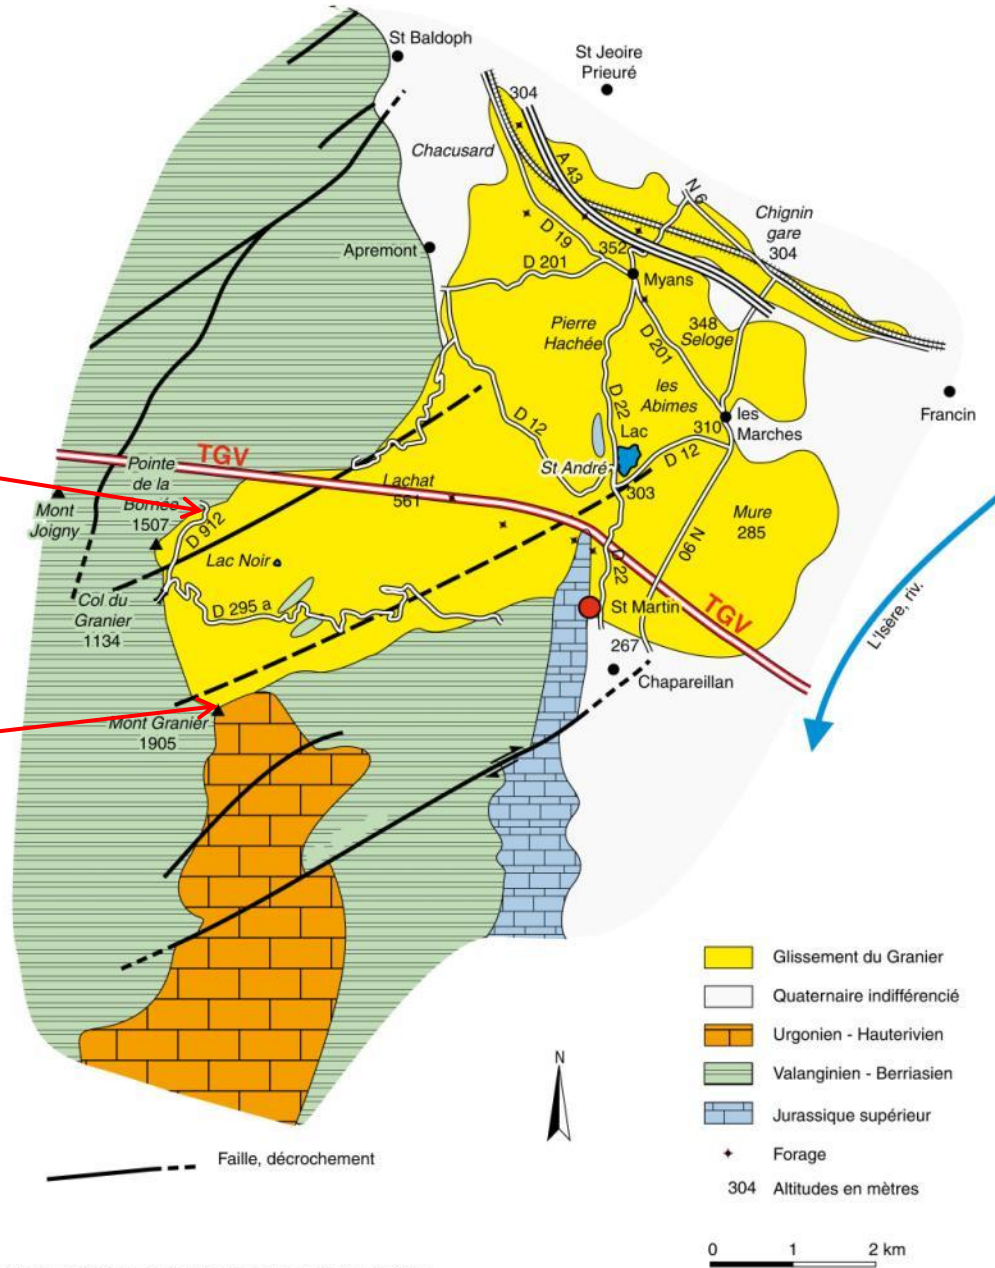 St Baldoph
St Jeoire
Prieuré
304
Chacusard
A 43
N 6
Chignin
gare
304
D 19
352
Apremont
D 201
Myans
Pierre
Hachée
348
Seloge
D 201
les
Abimes
D 22
D 12
310
les
Marches
Francin
Lac
TGV
St André
D 12
303
Pointe
de la
Bornée
1507
Lachat
561
Mont
Joigny
D 912
Mure
285
N 90
Lac Noir
D 22
Col du
Granier
1134
D 295 a
St Martin
TGV
L'Isère, riv.
267
Chapareillan
Mont Granier
1905
Glissement du Granier
Quaternaire indifférencié
Urgonien - Hauterivien
N
Valanginien - Berriasien
Jurassique supérieur
Faille, décrochement
Forage
304 Altitudes en mètres
0 1 2 km